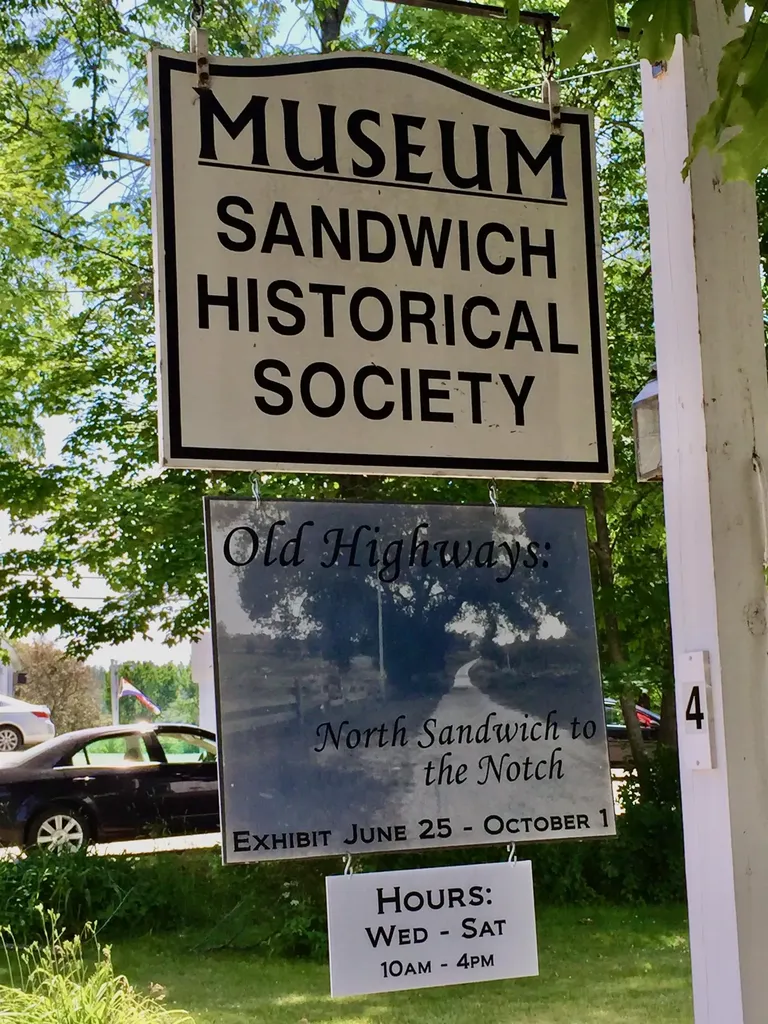 MUSEUM
SANDWICH
HISTORICAL
SOCIETY
Old Highways:
North Sandwich to
the Notch
EXHIBIT JUNE 25 - OCTOBER 1
HOURS:
WED - SAT
10AM - 4PM
4